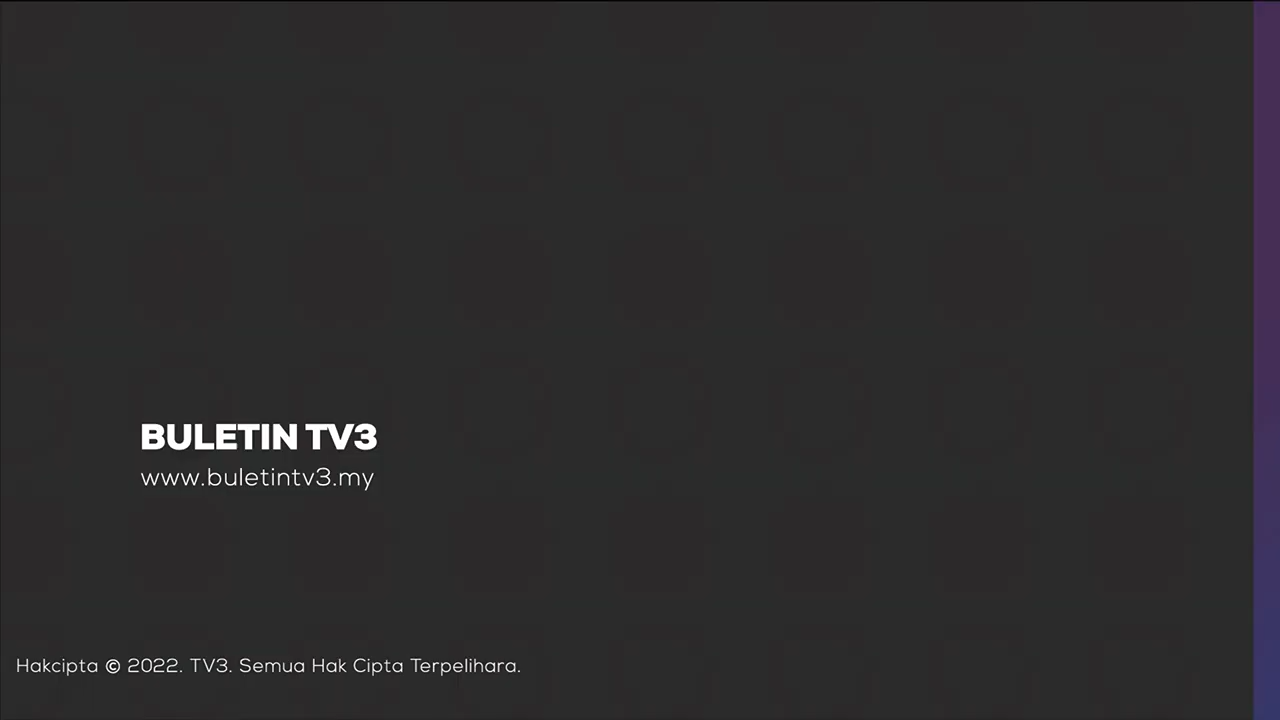 BULETIN TV3
www.buletintv3.my
Hakcipta © 2022. TV3. Semua Hak Cipta Terpelihara.